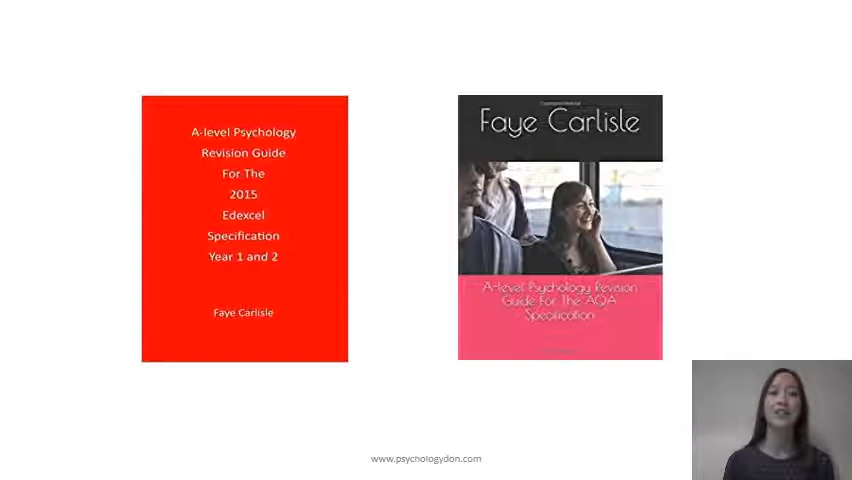 A-level Psychology
Revision Guide
For The
2015
Edexcel
Specification
Year 1 and 2
Faye Carlisle
Faye Carlisle
A-level Psychology Revision
Guide For The AQA
Specification
www.psychologydon.com